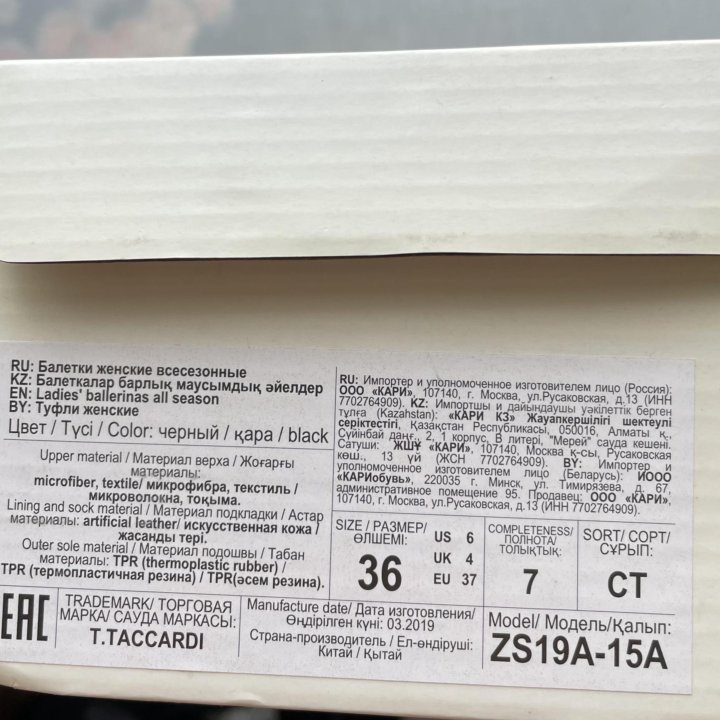 RU: Балетки женские всесезонные
KZ: Балеткалар барлық маусымдық әйелдер
EN: Ladies' ballerinas all season
BY: Туфли женские
Цвет / Түсі / Color: черный / қара / black
Upper material / Материал верха / Жоғарғы
материалы:
microfiber, textile/ микрофибра, текстиль /
микроволокна, тоқыма.
Lining and sock material / Материал подкладки / Астар
материалы: artificial leather/ искусственная кожа /
жасанды тері.
Outer sole material / Материал подошвы / Табан
материалы: TPR (thermoplastic rubber) /
TPR (термопластичная резина) / TPR(әсем резина).
RU: Импортер и уполномоченное изготовителем лицо (Россия):
ООО «КАРИ», 107140, г. Москва, ул.Русаковская, д.13 (ИНН
7702764909). KZ: Импортшы и дайындаушы уәкілеттік берген
тұлға (Kazahstan): «КАРИ КЗ» Жауапкершілігі шектеулі
серіктестігі, Қазақстан Республикасы, 050016, Алматы қ.,
Сүйінбай даңғ., 2, 1 корпус, В литері, "Мерей" сауда кешені.
Сатушы: ЖШҰ «КАРИ», 107140, Москва қ-сы, Русаковская
көш., 13 үй (ЖСН 7702764909). BY: Импортер и
уполномоченное изготовителем лицо (Беларусь): ИООО
«КАРИобувь», 220035 г. Минск, ул. Тимирязева, д. 67,
административное помещение 95. Продавец: ООО «КАРИ»,
107140, г. Москва, ул.Русаковская, д.13 (ИНН 7702764909).
SIZE / РАЗМЕР/
ӨЛШЕМІ:
36
US 6
UK 4
EU 37
COMPLETENESS/
ПОЛНОТА/
ТОЛЫҚТЫҚ:
7
SORT/ СОРТ/
СҰРЫП:
СТ
EAC
TRADEMARK/ ТОРГОВАЯ
МАРКА/ САУДА МАРКАСЫ:
T.TACCARDI
Manufacture date/ Дата изготовления/
Өндірілген күні: 03.2019
Страна-производитель / Ел-өндіруші:
Китай / Қытай
Model/ Модель/Қалып:
ZS19A-15A